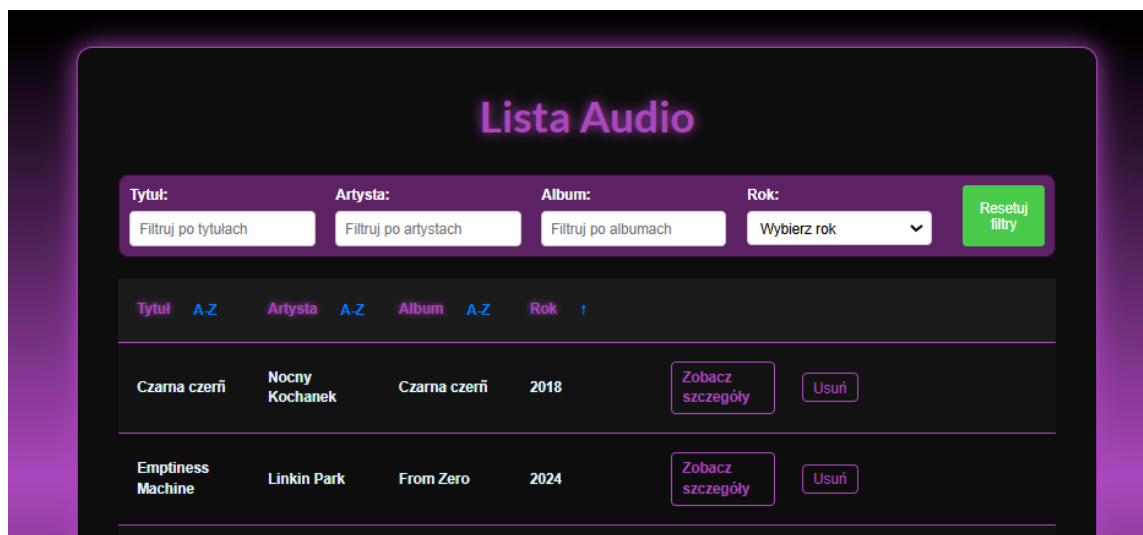 Lista Audio
Tytuł: Artysta: Album: Rok:
Filtruj po tytułach Filtruj po artystach Filtruj po albumach Wybierz rok Resetuj
filtry
Tytuł A-Z Artysta A-Z Album A-Z Rok ↑
Czarna czerñ Nocny
Kochanek Czarna czerñ 2018 Zobacz
szczegóły Usuń
Emptiness
Machine Linkin Park From Zero 2024 Zobacz
szczegóły Usuń